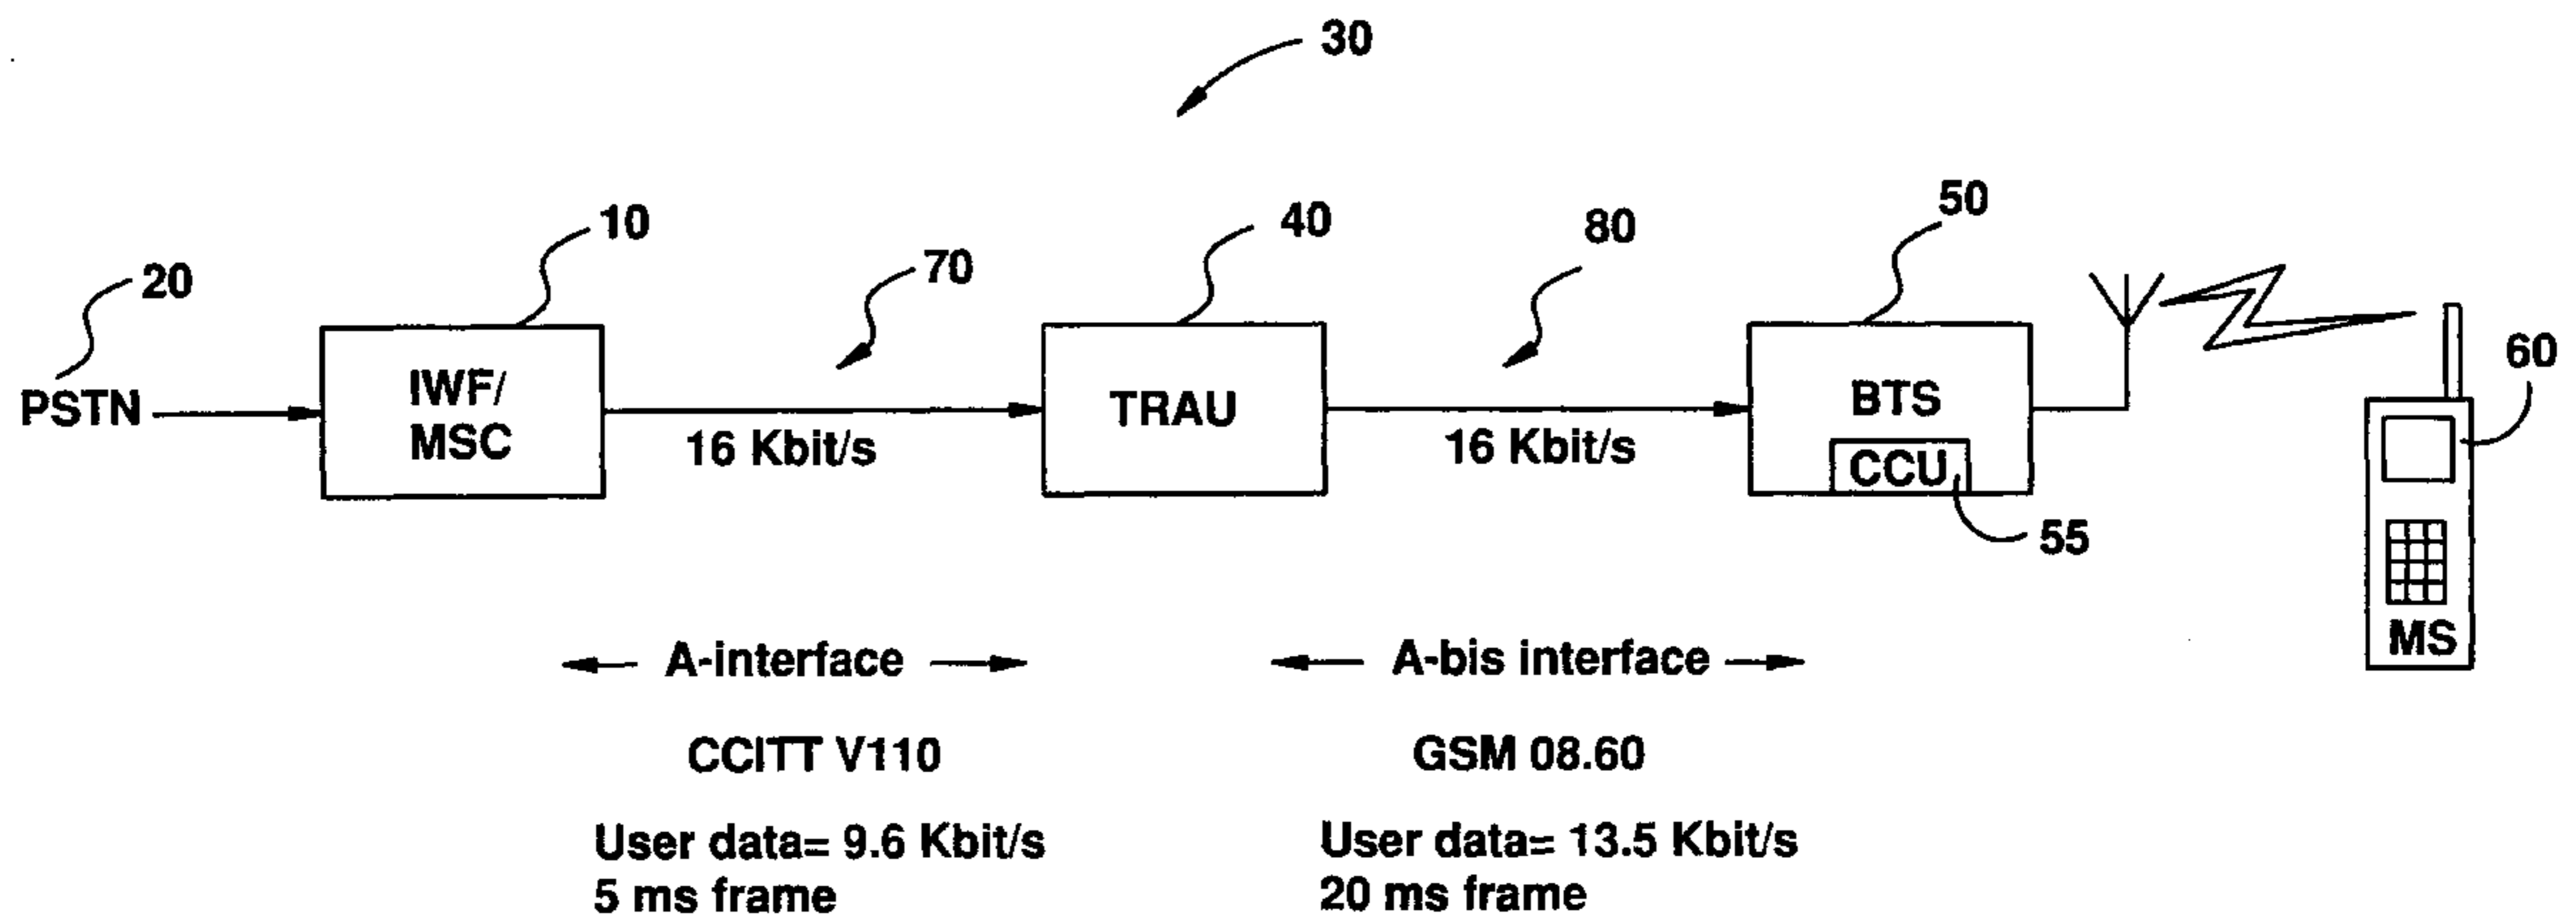 30
10
20
70
40
80
50
60
PSTN
IWF/
MSC
16 Kbit/s
TRAU
16 Kbit/s
BTS
CCU
55
MS
A-interface
A-bis interface
CCITT V110
GSM 08.60
User data= 9.6 Kbit/s
5 ms frame
User data= 13.5 Kbit/s
20 ms frame